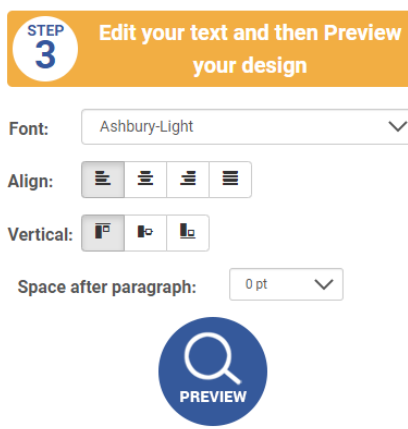 STEP
3
Edit your text and then Preview
your design
Font: Ashbury-Light
Align:
Vertical:
Space after paragraph: 0 pt
PREVIEW